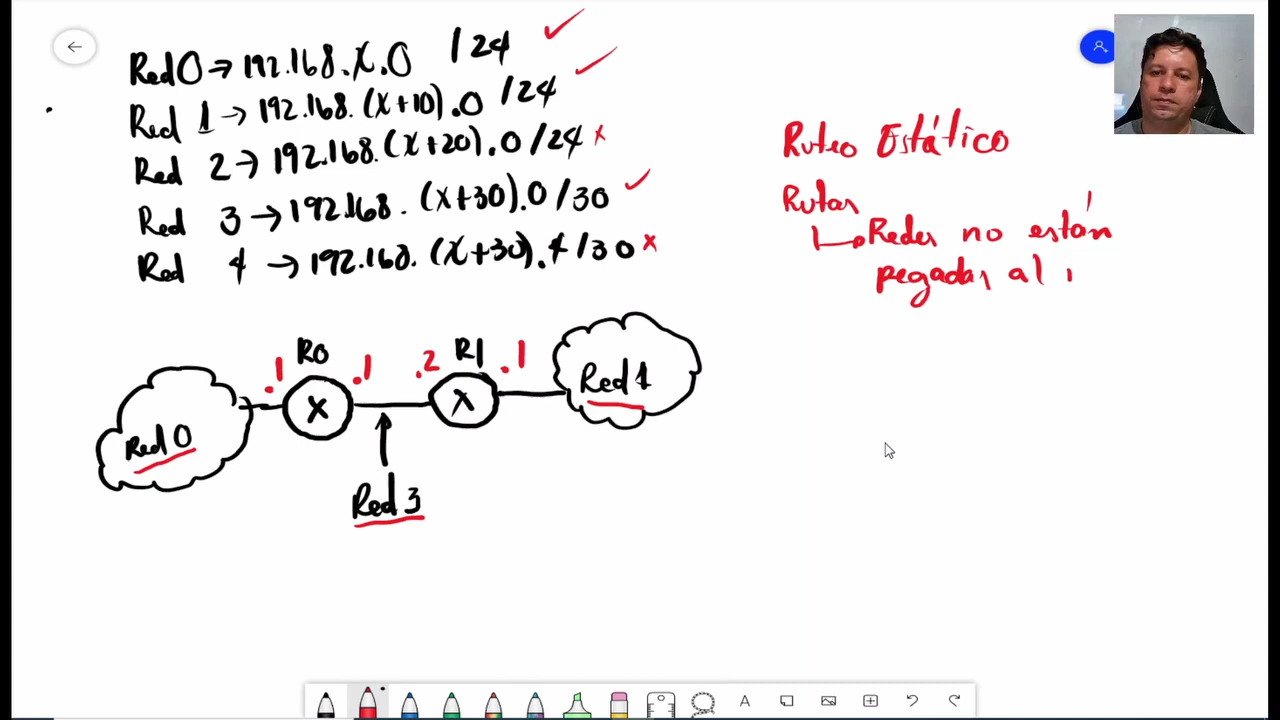 Red 0 → 192.168.x.0 /24 ✓
Red 1 → 192.168.(x+10).0 /24 ✓
Red 2 → 192.168.(x+20).0 /24 x
Red 3 → 192.168.(x+30).0 /30 ✓
Red 4 → 192.168.(x+30).4 /30 x
Ruteo Estático
Rutas
↳ Redes no están
pegadas al
R0
R1
.1
.1
.2
.1
X
X
Red 0
Red 1
Red 3
A